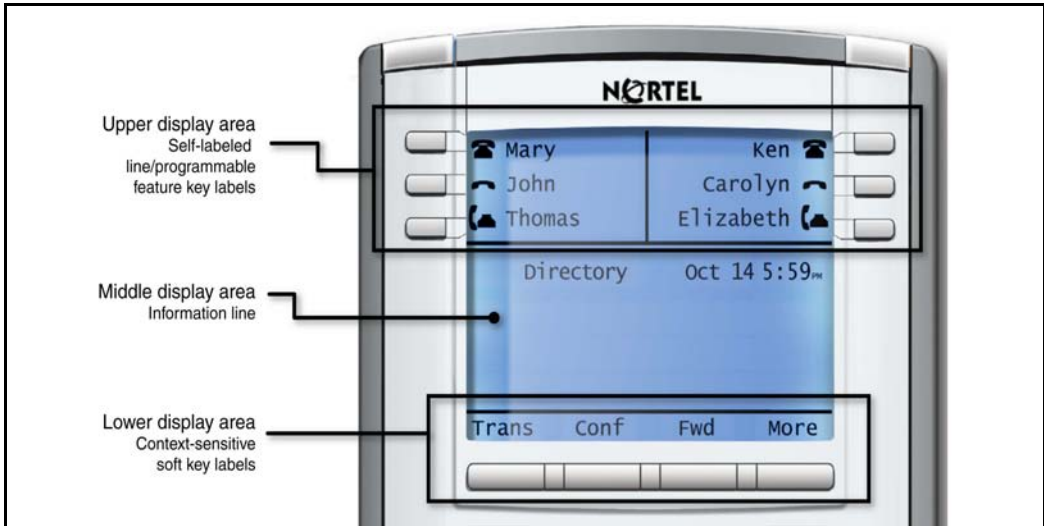 NORTEL
Upper display area
Self-labeled
line/programmable
feature key labels
Mary Ken
John Carolyn
Thomas Elizabeth
Directory Oct 14 5:59PM
Middle display area
Information line
Lower display area
Context-sensitive
soft key labels
Trans Conf Fwd More